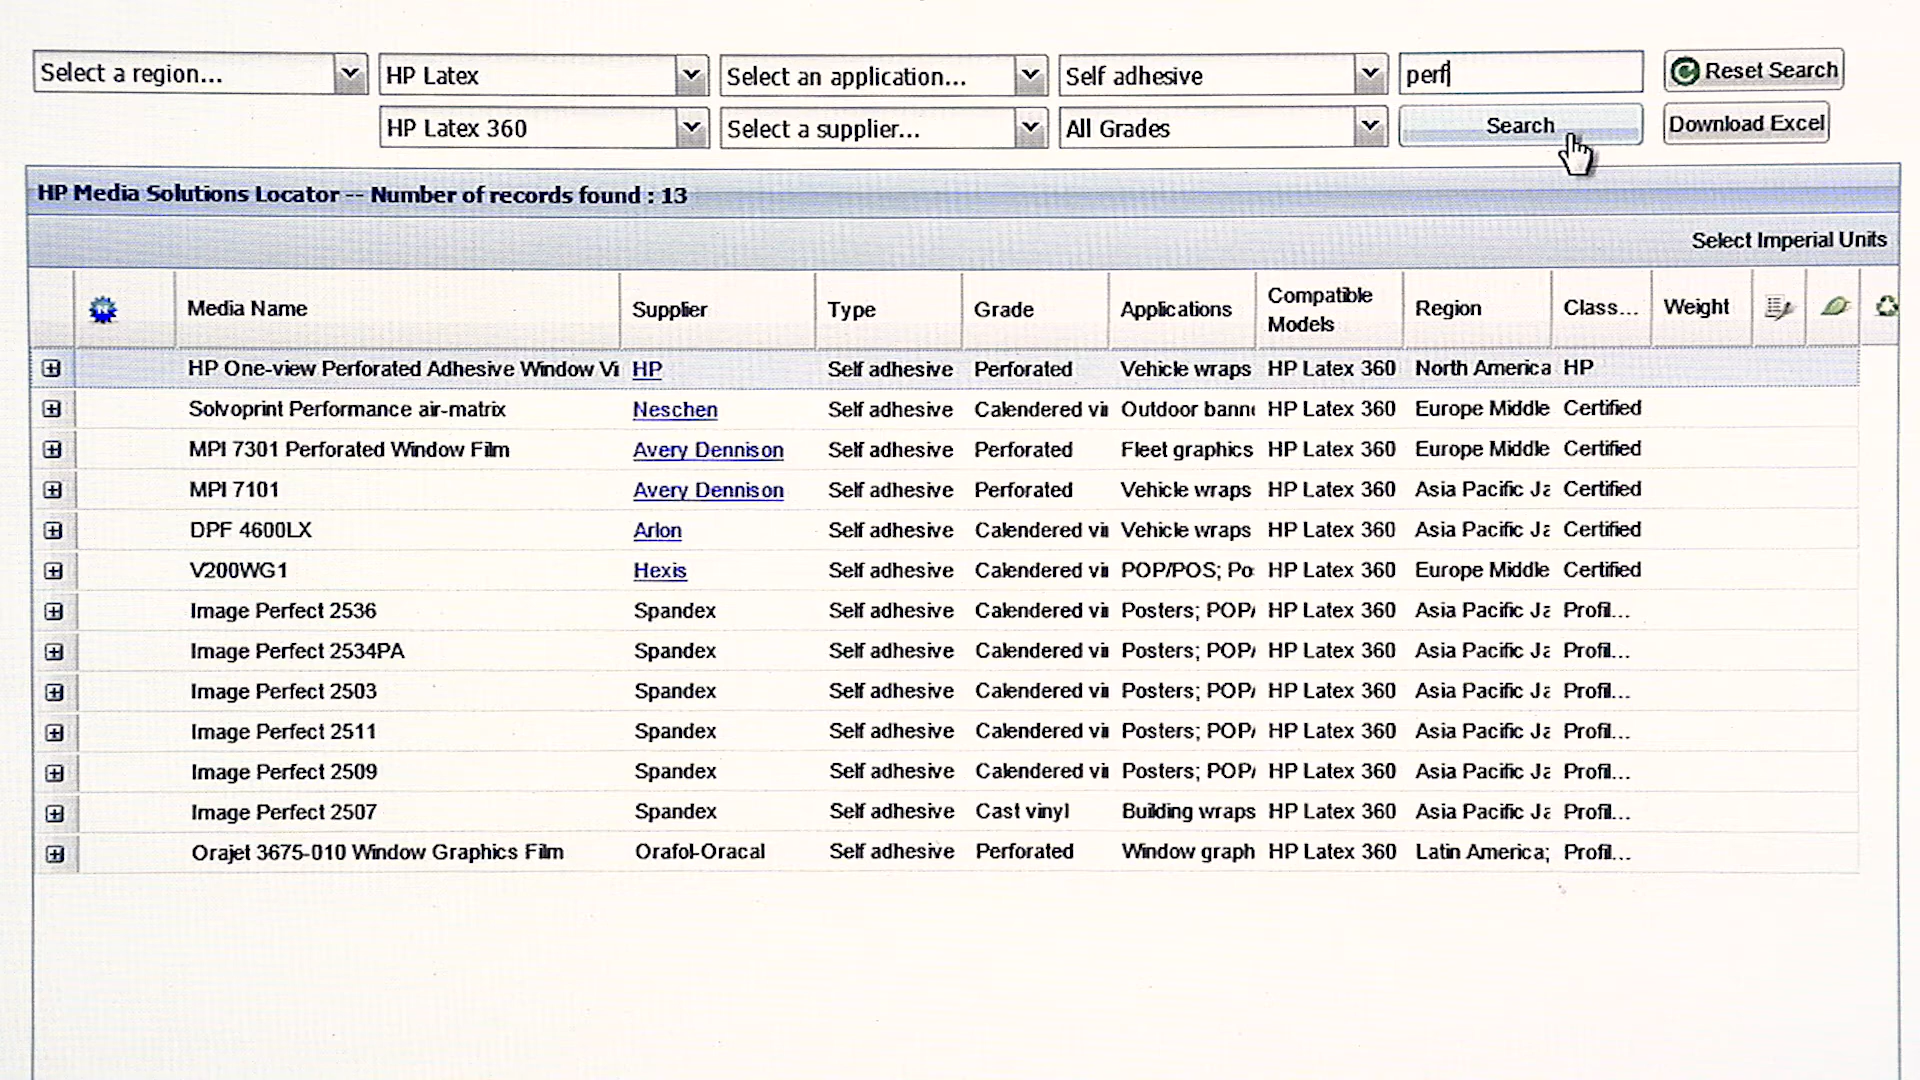 Select a region... HP Latex Select an application... Self adhesive perf Reset Search
HP Latex 360 Select a supplier... All Grades Search Download Excel
HP Media Solutions Locator -- Number of records found : 13
Select Imperial Units
Media Name Supplier Type Grade Applications Compatible Models Region Class... Weight
HP One-view Perforated Adhesive Window Vi HP Self adhesive Perforated Vehicle wraps HP Latex 360 North America HP
Solvoprint Performance air-matrix Neschen Self adhesive Calendered vi Outdoor bann HP Latex 360 Europe Middle Certified
MPI 7301 Perforated Window Film Avery Dennison Self adhesive Perforated Fleet graphics HP Latex 360 Europe Middle Certified
MPI 7101 Avery Dennison Self adhesive Perforated Vehicle wraps HP Latex 360 Asia Pacific Ja Certified
DPF 4600LX Arlon Self adhesive Calendered vi Vehicle wraps HP Latex 360 Asia Pacific Ja Certified
V200WG1 Hexis Self adhesive Calendered vi POP/POS; Po HP Latex 360 Europe Middle Certified
Image Perfect 2536 Spandex Self adhesive Calendered vi Posters; POP/ HP Latex 360 Asia Pacific Ja Profil...
Image Perfect 2534PA Spandex Self adhesive Calendered vi Posters; POP/ HP Latex 360 Asia Pacific Ja Profil...
Image Perfect 2503 Spandex Self adhesive Calendered vi Posters; POP/ HP Latex 360 Asia Pacific Ja Profil...
Image Perfect 2511 Spandex Self adhesive Calendered vi Posters; POP/ HP Latex 360 Asia Pacific Ja Profil...
Image Perfect 2509 Spandex Self adhesive Calendered vi Posters; POP/ HP Latex 360 Asia Pacific Ja Profil...
Image Perfect 2507 Spandex Self adhesive Cast vinyl Building wraps HP Latex 360 Asia Pacific Ja Profil...
Orajet 3675-010 Window Graphics Film Orafol-Oracal Self adhesive Perforated Window graph HP Latex 360 Latin America; Profil...